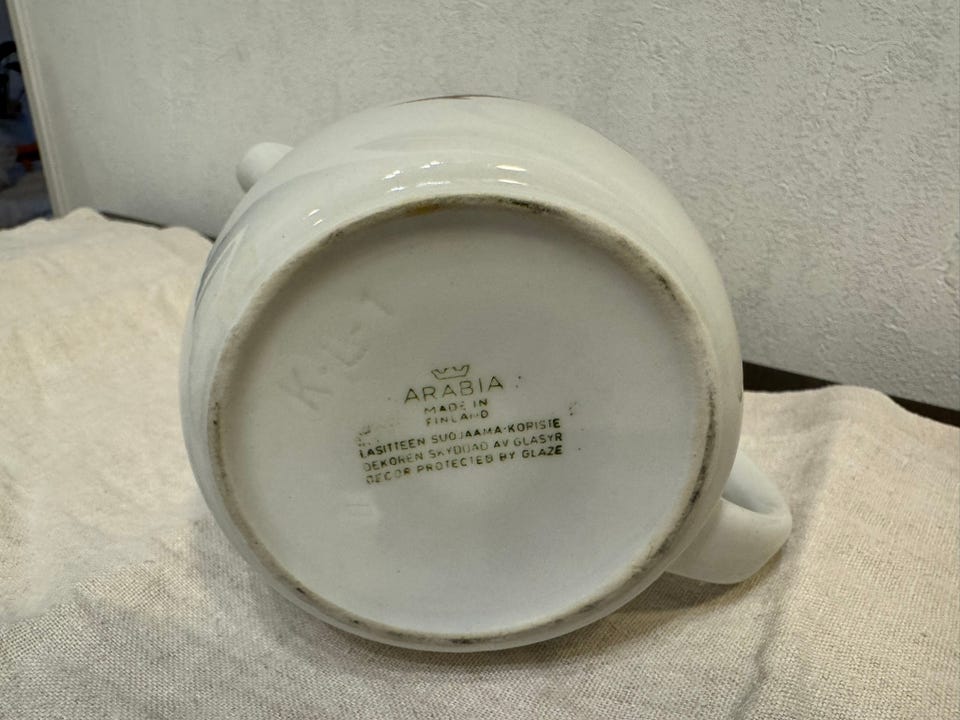 K.L-1
ARABIA
MADE IN
FINLAND
LASITTEEN SUOJAAMA KORISTE
DEKOREN SKYDDAD AV GLASYR
DECOR PROTECTED BY GLAZE